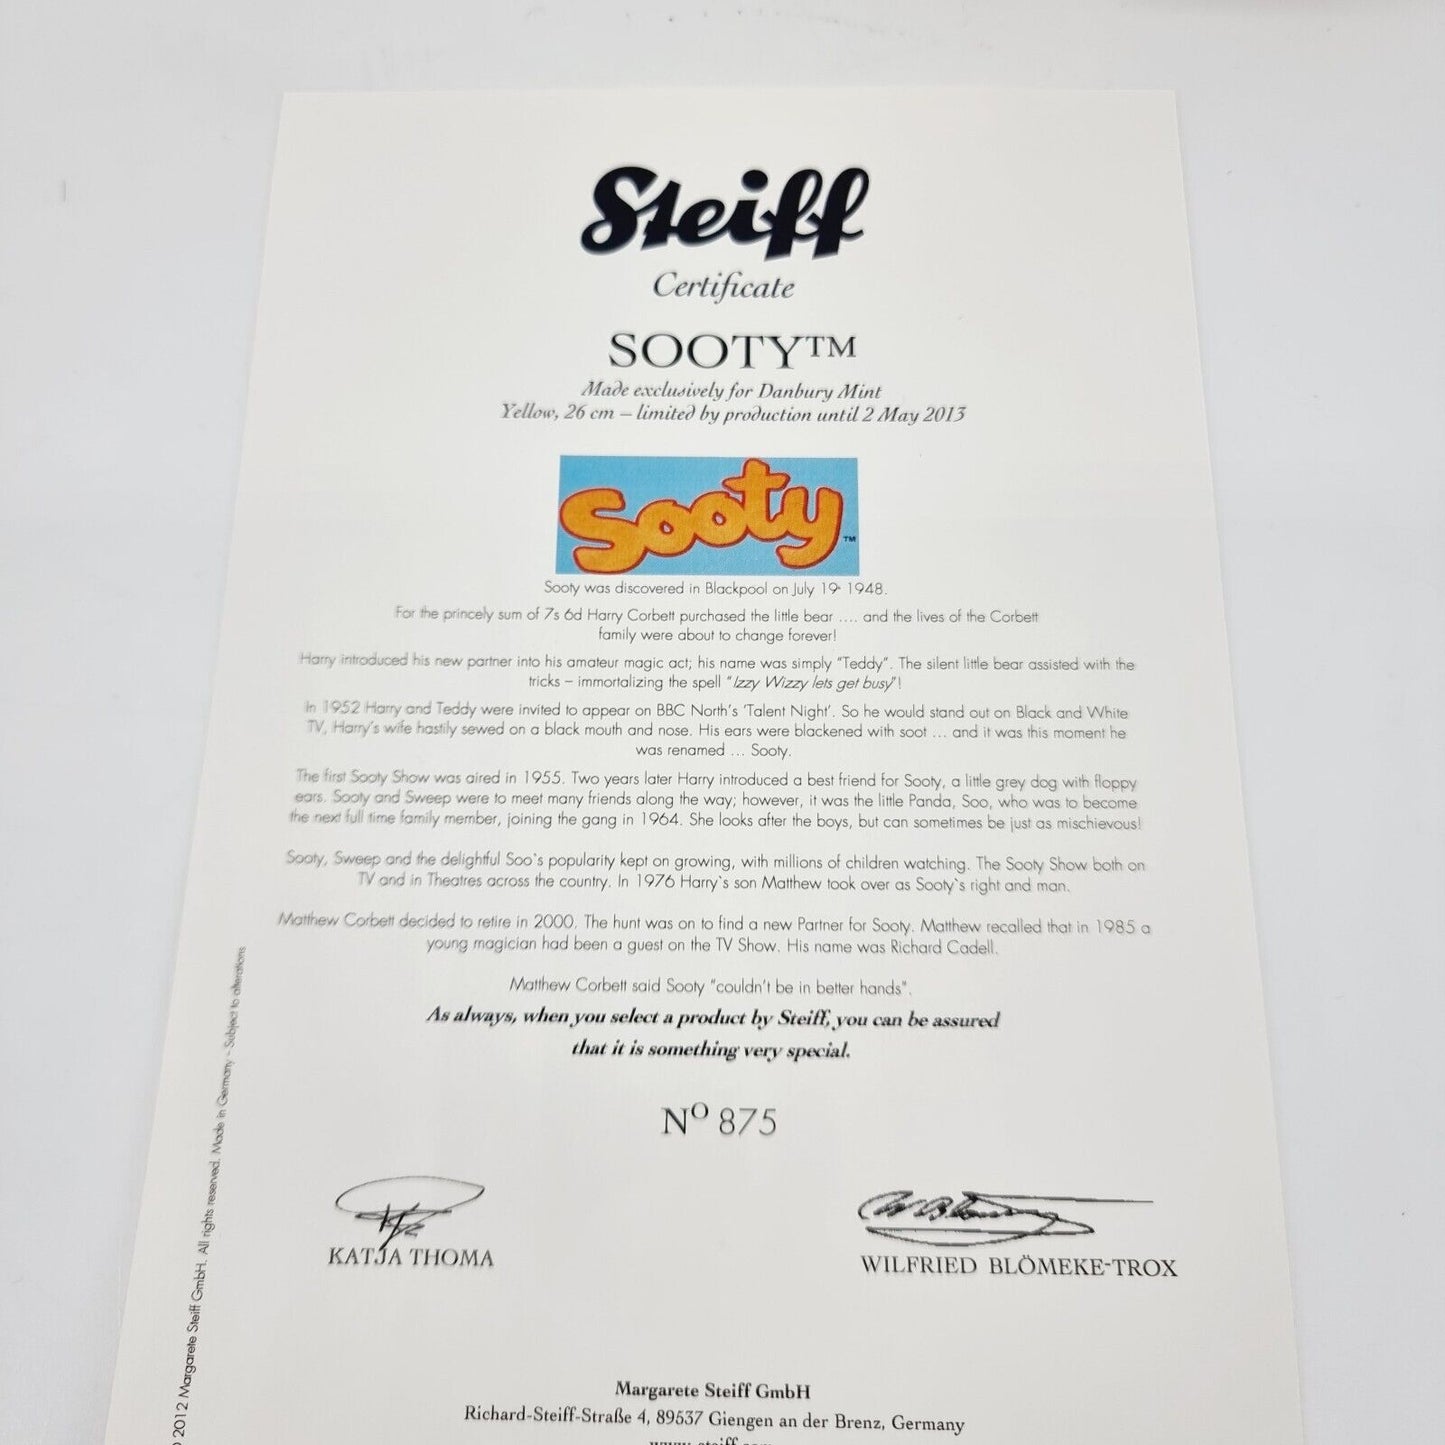 Steiff
Certificate
SOOTY™
Made exclusively for Danbury Mint
Yellow, 26 cm – limited by production until 2 May 2013
Sooty™
Sooty was discovered in Blackpool on July 19th 1948.
For the princely sum of 7s 6d Harry Corbett purchased the little bear .... and the lives of the Corbett
family were about to change forever!
Harry introduced his new partner into his amateur magic act; his name was simply "Teddy". The silent little bear assisted with the
tricks – immortalizing the spell "Izzy Wizzy lets get busy"!
In 1952 Harry and Teddy were invited to appear on BBC North's 'Talent Night'. So he would stand out on Black and White
TV, Harry's wife hastily sewed on a black mouth and nose. His ears were blackened with soot ... and it was this moment he
was renamed ... Sooty.
The first Sooty Show was aired in 1955. Two years later Harry introduced a best friend for Sooty, a little grey dog with floppy
ears. Sooty and Sweep were to meet many friends along the way; however, it was the little Panda, Soo, who was to become
the next full time family member, joining the gang in 1964. She looks after the boys, but can sometimes be just as mischievous!
Sooty, Sweep and the delightful Soo`s popularity kept on growing, with millions of children watching. The Sooty Show both on
TV and in Theatres across the country. In 1976 Harry`s son Matthew took over as Sooty`s right and man.
Matthew Corbett decided to retire in 2000. The hunt was on to find a new Partner for Sooty. Matthew recalled that in 1985 a
young magician had been a guest on the TV Show. His name was Richard Cadell.
Matthew Corbett said Sooty "couldn't be in better hands".
As always, when you select a product by Steiff, you can be assured
that it is something very special.
Nº 875
KATJA THOMA
WILFRIED BLÖMEKE-TROX
Margarete Steiff GmbH
Richard-Steiff-Straße 4, 89537 Giengen an der Brenz, Germany
© 2012 Margarete Steiff GmbH. All rights reserved. Made in Germany - Subject to alterations